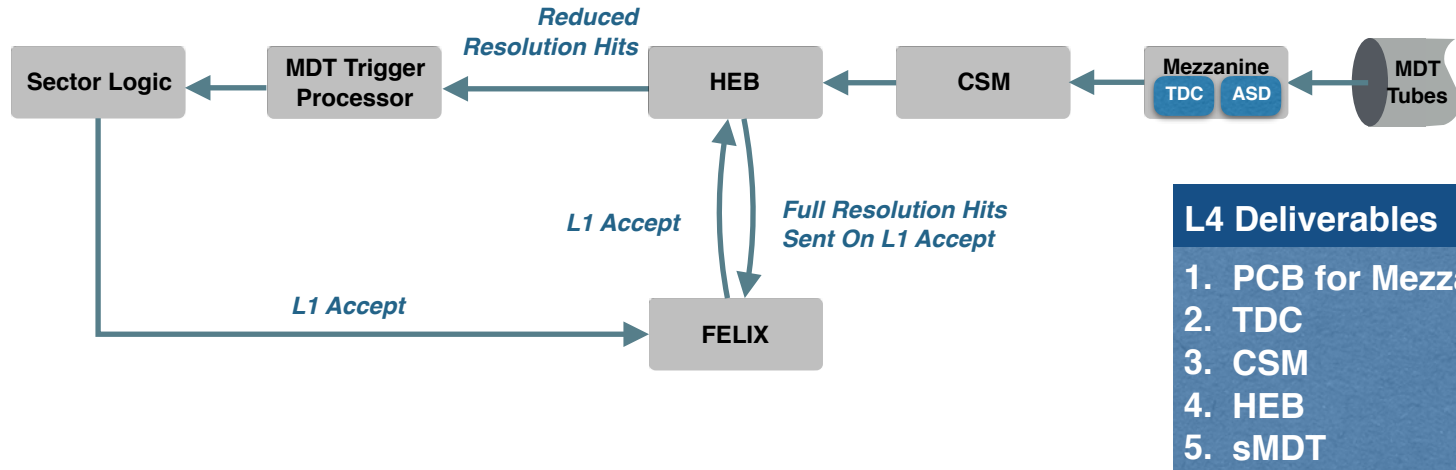 Reduced
Resolution Hits
Sector Logic
MDT Trigger
Processor
HEB
CSM
Mezzanine
TDC
ASD
MDT
Tubes
L1 Accept
Full Resolution Hits
Sent On L1 Accept
L1 Accept
FELIX
L4 Deliverables
1. PCB for Mezza
2. TDC
3. CSM
4. HEB
5. sMDT